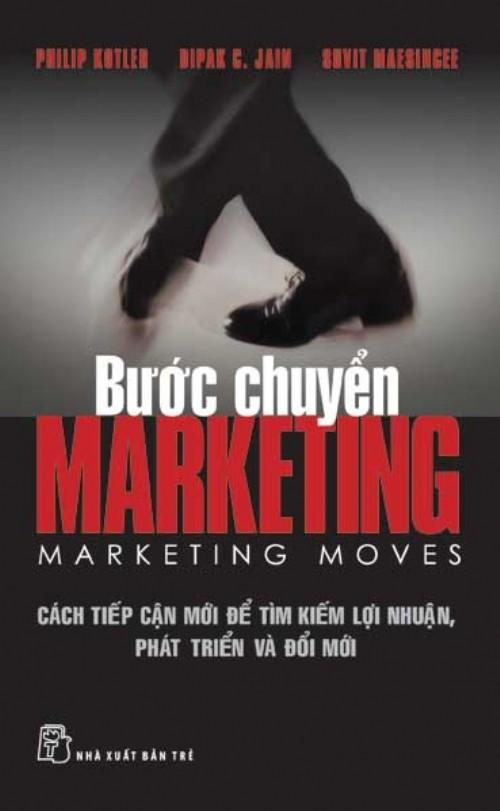 PHILIP KOTLER DIPAK C. JAIN SUVIT MAESINCEE
Bước chuyển
MARKETING
MARKETING MOVES
CÁCH TIẾP CẬN MỚI ĐỂ TÌM KIẾM LỢI NHUẬN,
PHÁT TRIỂN VÀ ĐỔI MỚI
NHÀ XUẤT BẢN TRẺ